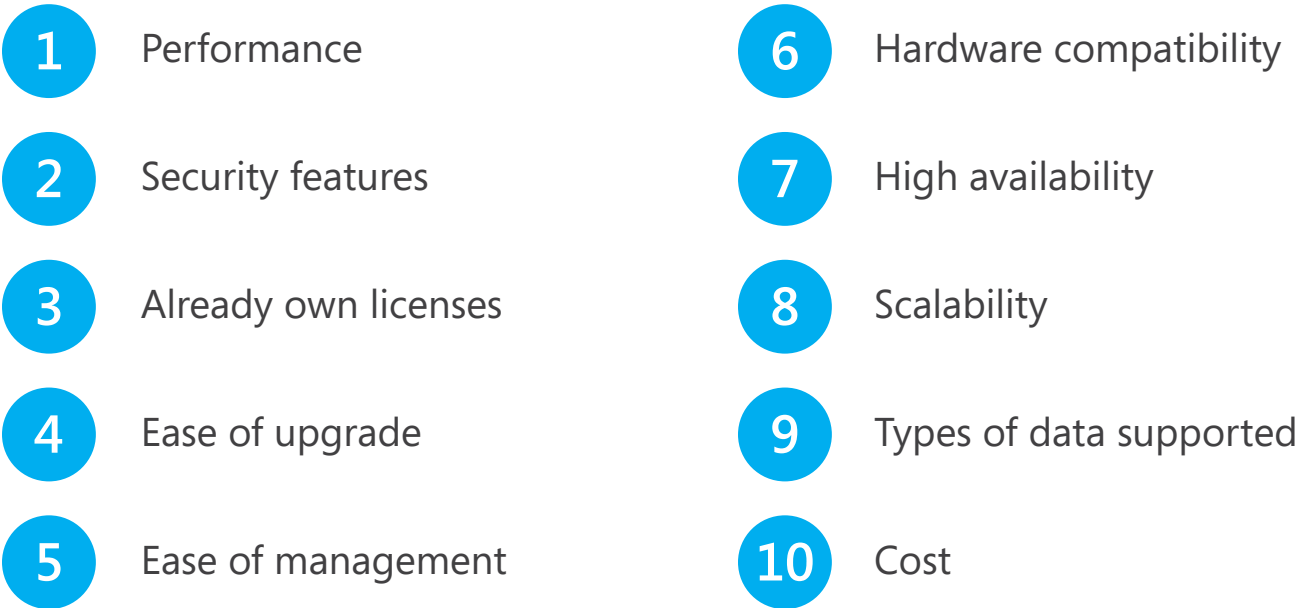 1 Performance
2 Security features
3 Already own licenses
4 Ease of upgrade
5 Ease of management
6 Hardware compatibility
7 High availability
8 Scalability
9 Types of data supported
10 Cost